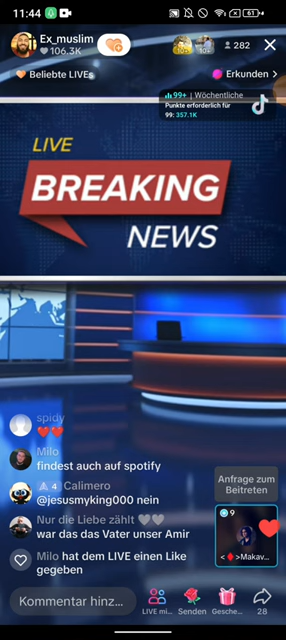 11:44
61
Ex_muslim
106.3K
282
Beliebte LIVEs
Erkunden >
99+ | Wöchentliche
Punkte erforderlich für
99: 357.1K
LIVE
BREAKING
NEWS
spidy
❤️❤️
Milo
findest auch auf spotify
4 Calimero
@jesusmyking000 nein
Nur die Liebe zählt 🤍🤍
war das das Vater unser Amir
Milo hat dem LIVE einen Like
gegeben
Anfrage zum
Beitreten
9
<♦️>Makav...
Kommentar hinz...
LIVE mi...
Senden
Gesche...
28